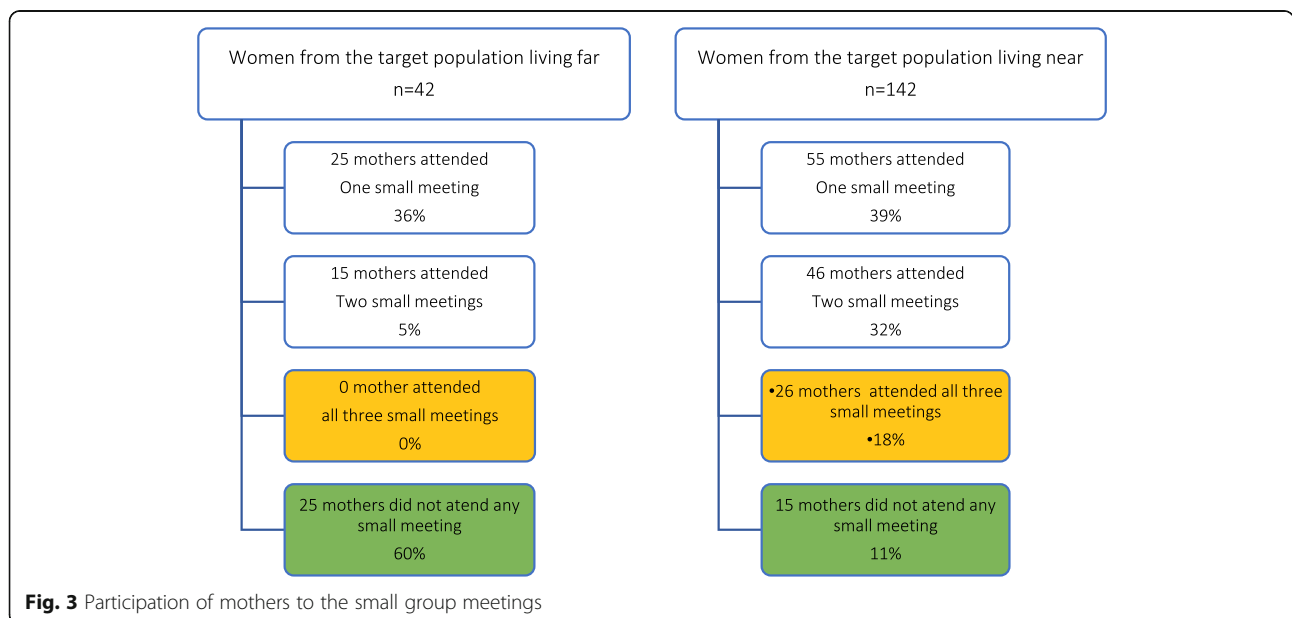 Women from the target population living far
n=42
25 mothers attended
One small meeting
36%
15 mothers attended
Two small meetings
5%
0 mother attended
all three small meetings
0%
25 mothers did not atend any
small meeting
60%
Women from the target population living near
n=142
55 mothers attended
One small meeting
39%
46 mothers attended
Two small meetings
32%
•26 mothers attended all three
small meetings
•18%
15 mothers did not atend any
small meeting
11%
Fig. 3 Participation of mothers to the small group meetings